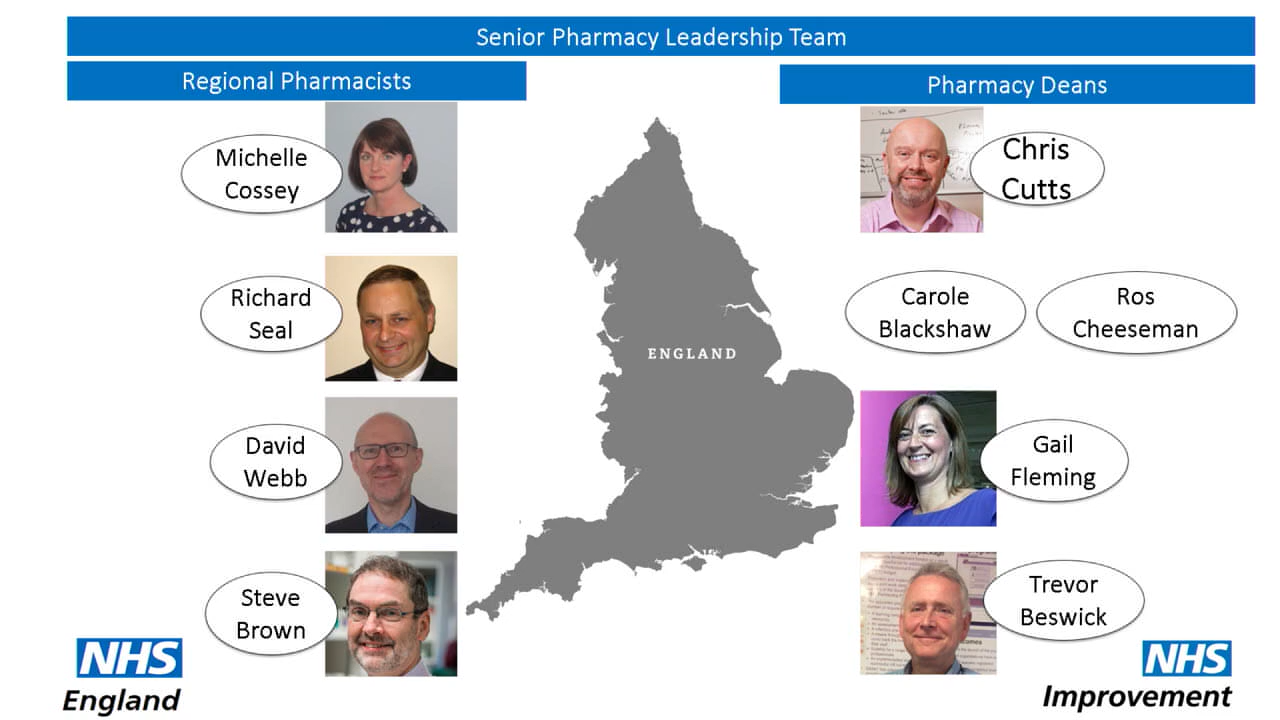 Senior Pharmacy Leadership Team
Regional Pharmacists
Pharmacy Deans
Michelle
Cossey
Chris
Cutts
Richard
Seal
Carole
Blackshaw
Ros
Cheeseman
ENGLAND
David
Webb
Gail
Fleming
Steve
Brown
Trevor
Beswick
NHS
England
NHS
Improvement